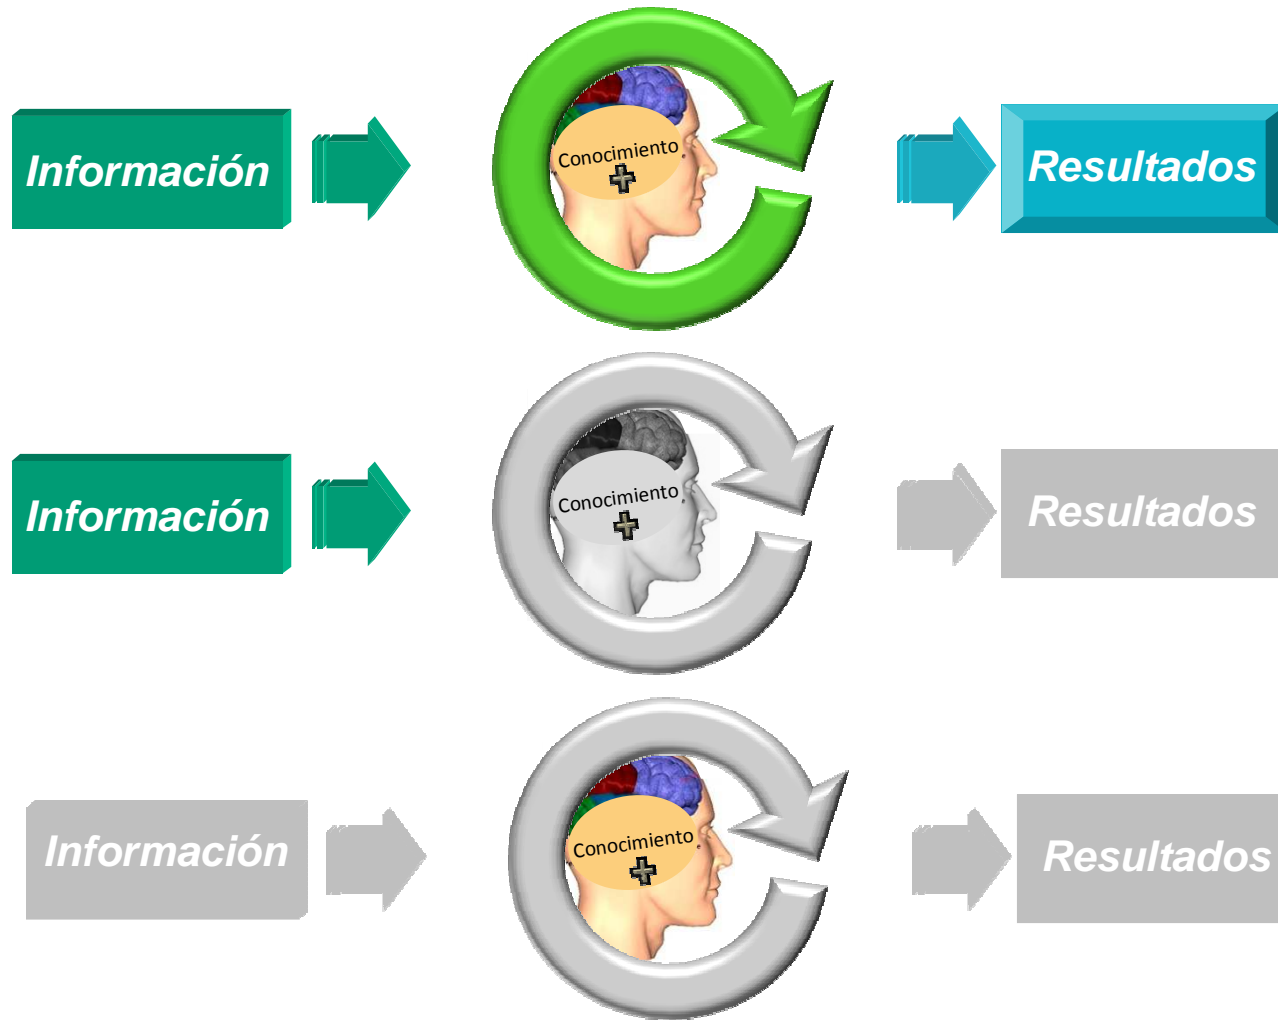 Información
Conocimiento
Resultados
Información
Conocimiento
Resultados
Información
Conocimiento
Resultados